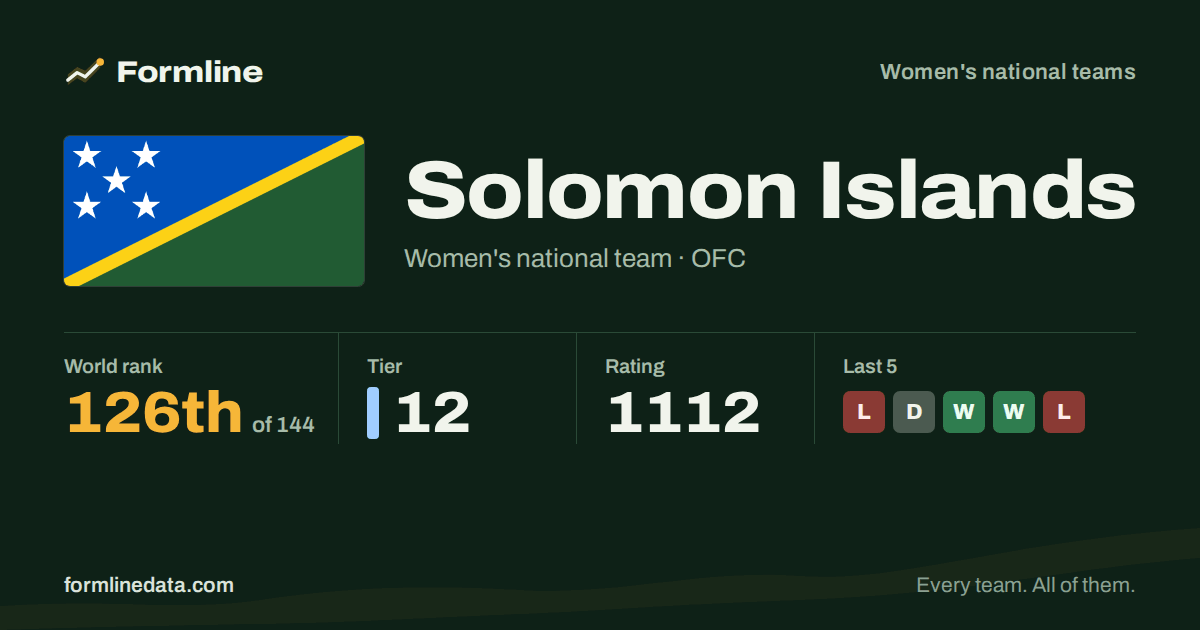 Formline
Women's national teams
Solomon Islands
Women's national team · OFC
World rank
126th of 144
Tier
12
Rating
1112
Last 5
L D W W L
formlinedata.com
Every team. All of them.